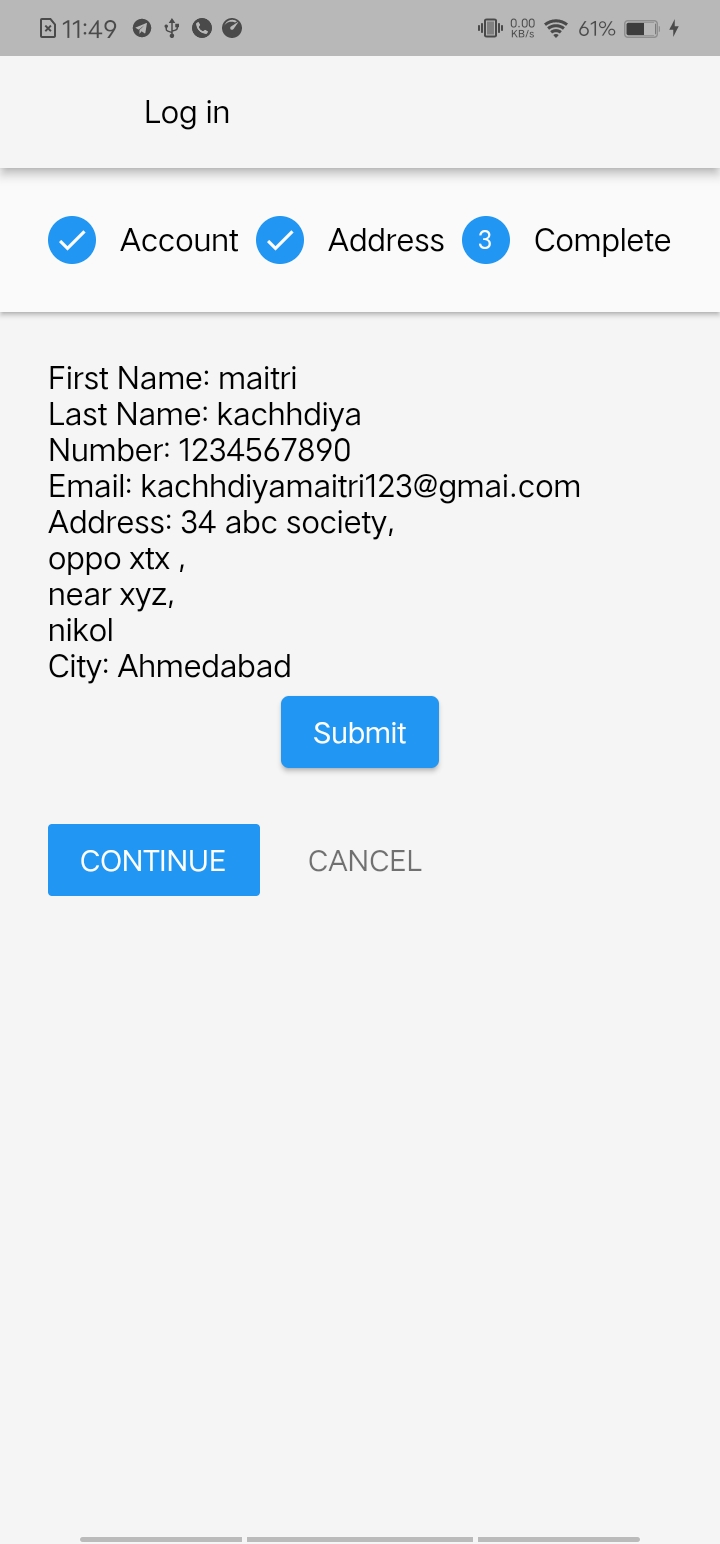 11:49 0.00 KB/s 61%
Log in
Account Address 3 Complete
First Name: maitri
Last Name: kachhdiya
Number: 1234567890
Email: kachhdiyamaitri123@gmai.com
Address: 34 abc society,
oppo xtx ,
near xyz,
nikol
City: Ahmedabad
Submit
CONTINUE CANCEL